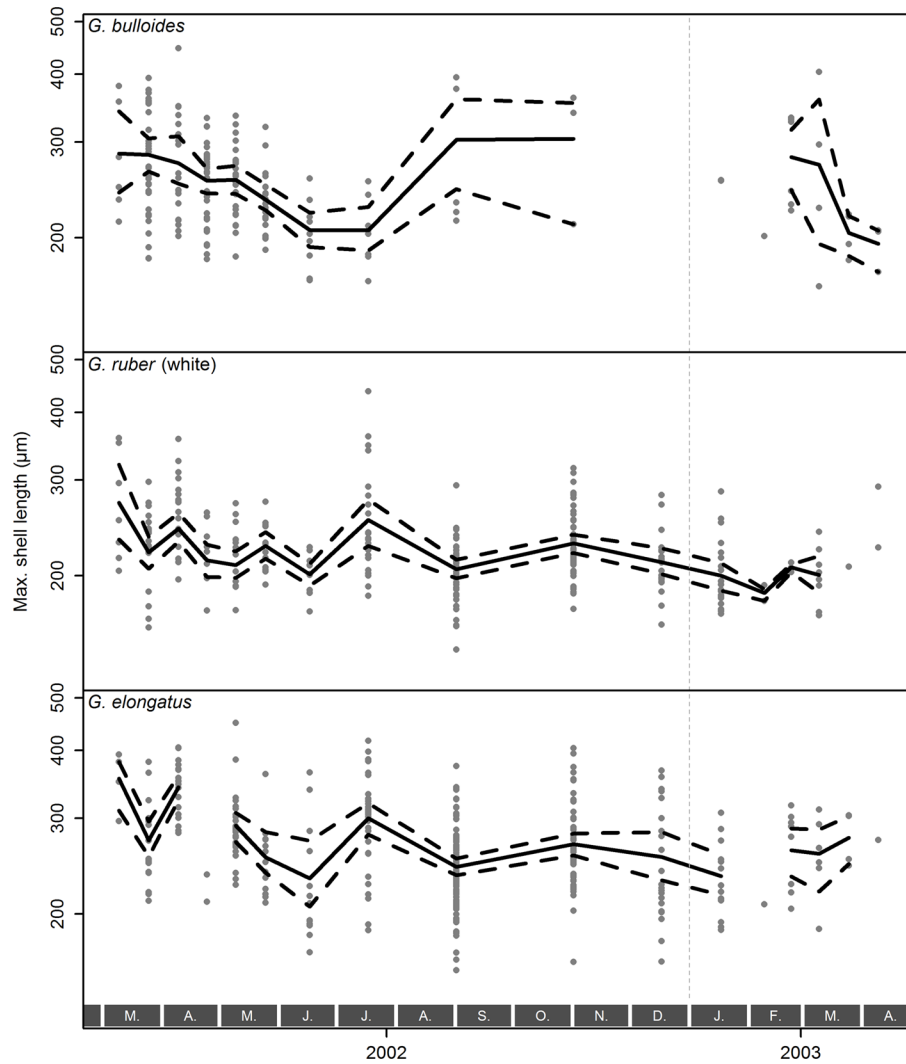 G. bulloides
500
400
300
200
G. ruber (white)
500
400
300
200
Max. shell length (µm)
G. elongatus
500
400
300
200
M. A. M. J. J. A. S. O. N. D. J. F. M. A.
2002 2003